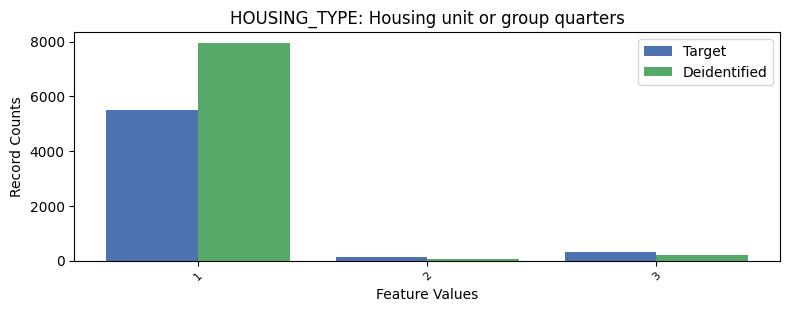 HOUSING_TYPE: Housing unit or group quarters
Target
Deidentified
Record Counts
8000
6000
4000
2000
0
1
2
3
Feature Values